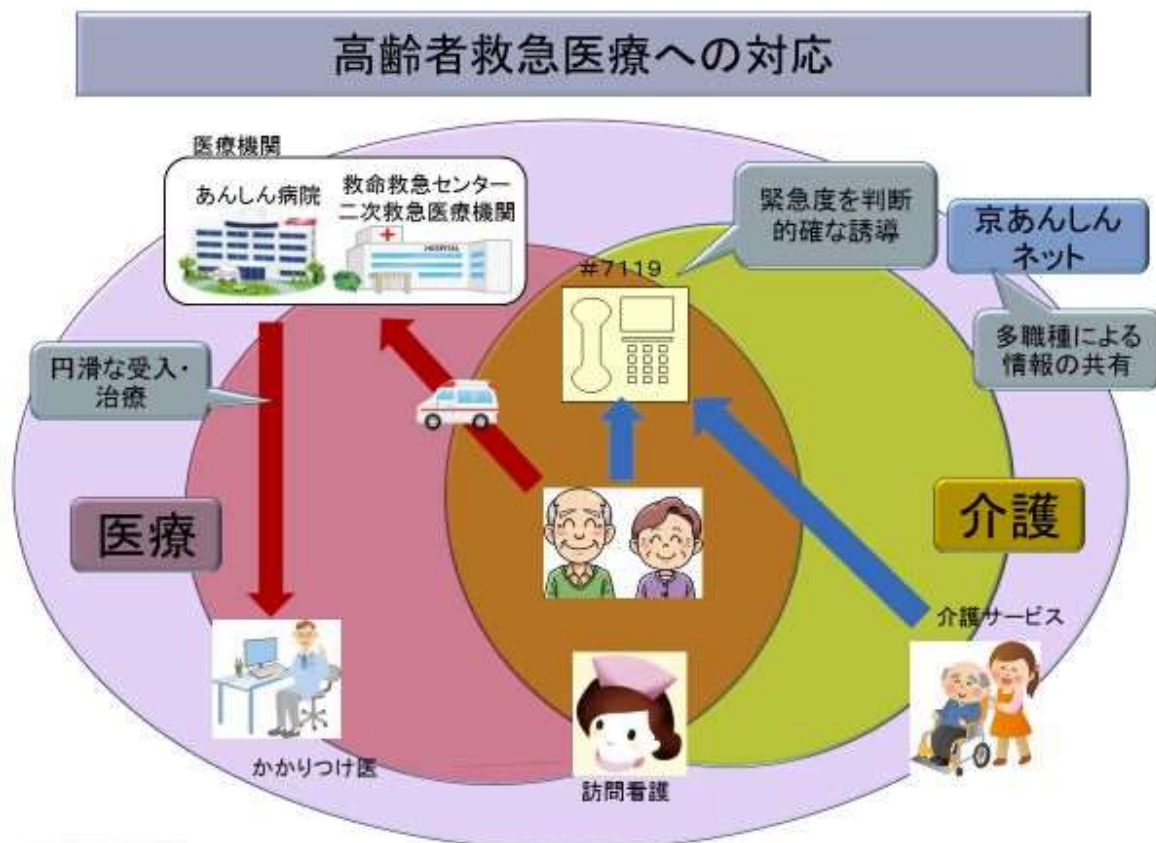 高齢者救急医療への対応
医療機関
あんしん病院
救命救急センター
二次救急医療機関
HOSPITAL
緊急度を判断
的確な誘導
京あんしん
ネット
#7119
多職種による
情報の共有
円滑な受入・
治療
医療
介護
介護サービス
かかりつけ医
訪問看護